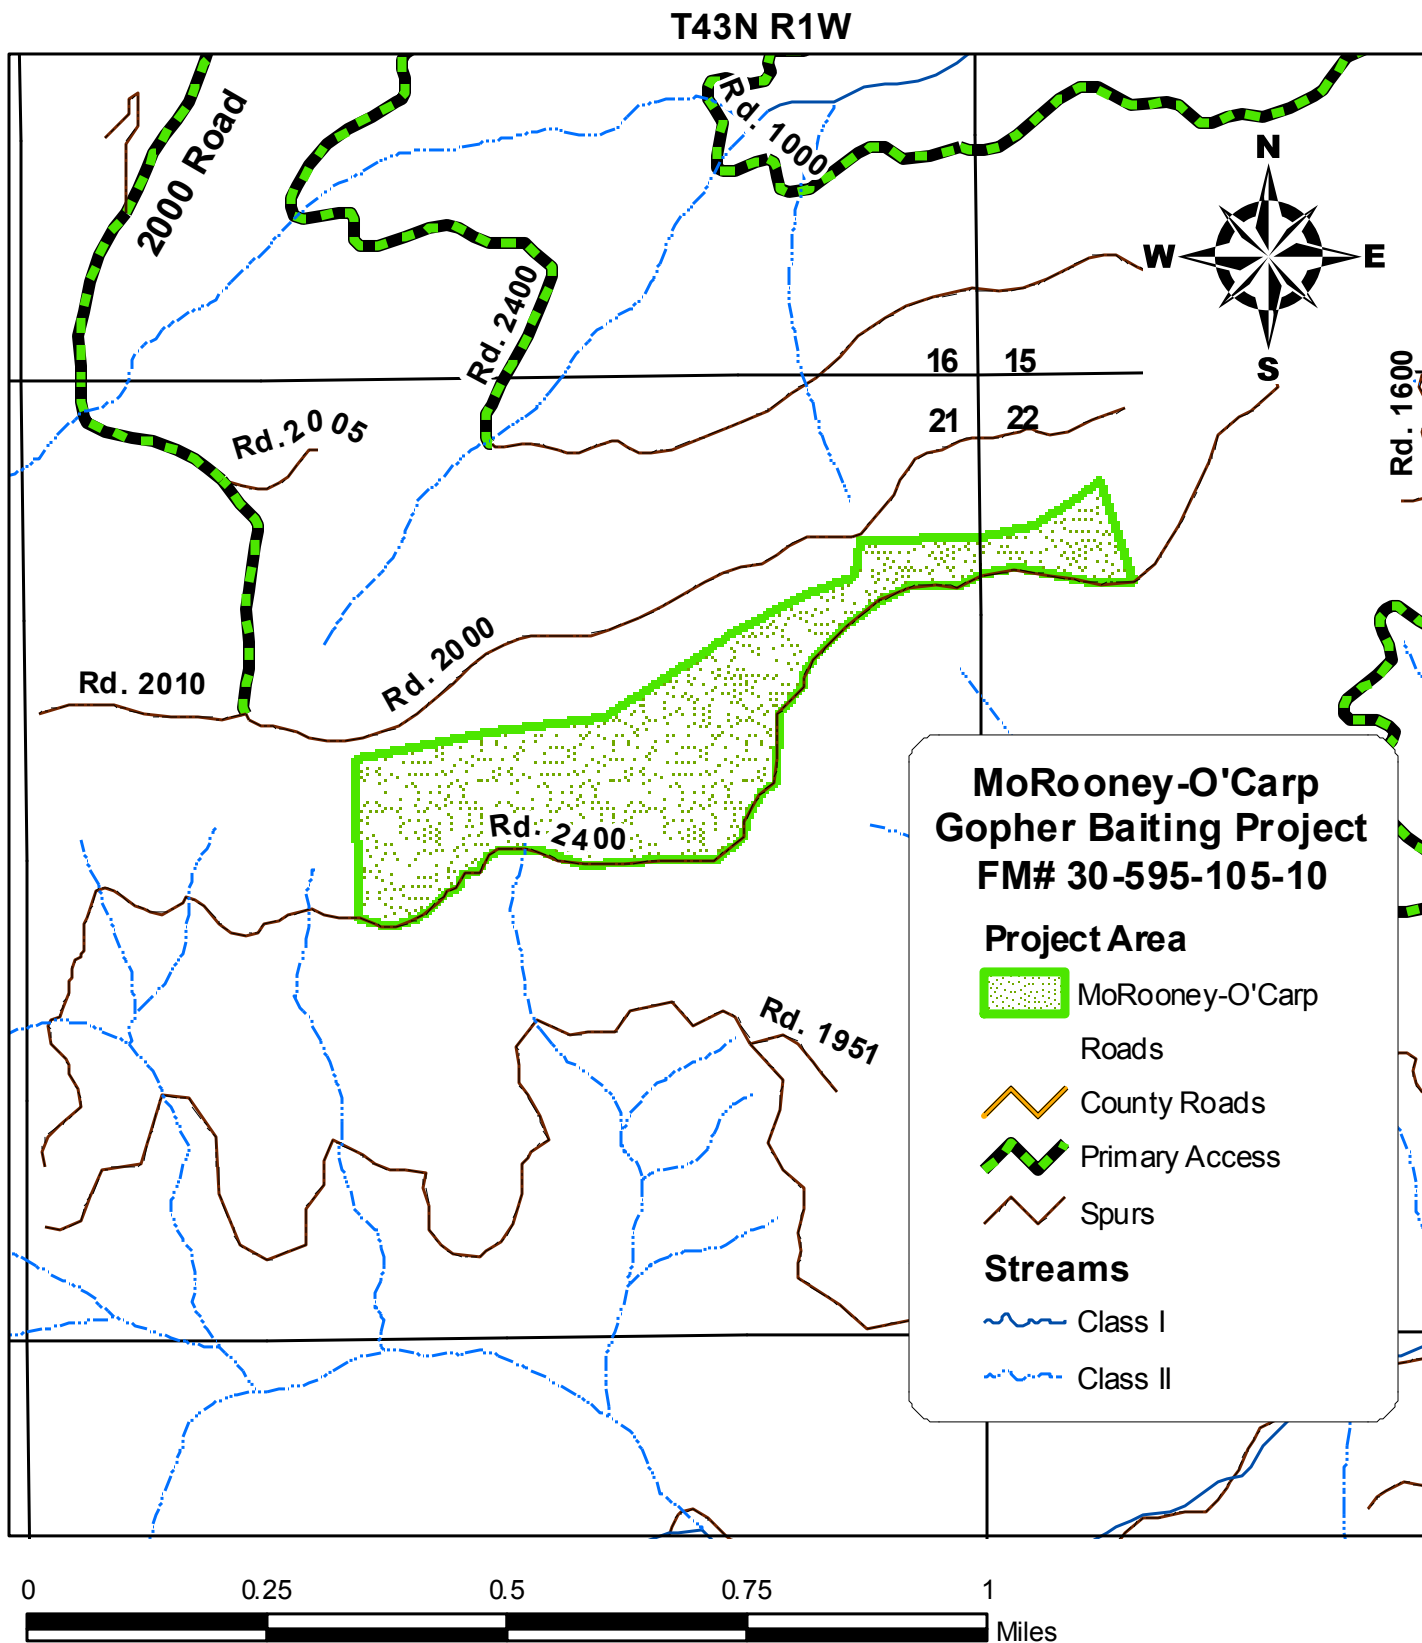 T43N R1W
2000 Road
Rd. 1000
N
W
E
S
Rd. 2400
16
15
21
22
Rd. 1600
Rd. 2005
Rd. 2010
Rd. 2000
Rd. 2400
Rd. 1951
MoRooney-O'Carp
Gopher Baiting Project
FM# 30-595-105-10
Project Area
MoRooney-O'Carp
Roads
County Roads
Primary Access
Spurs
Streams
Class I
Class II
0 0.25 0.5 0.75 1
Miles